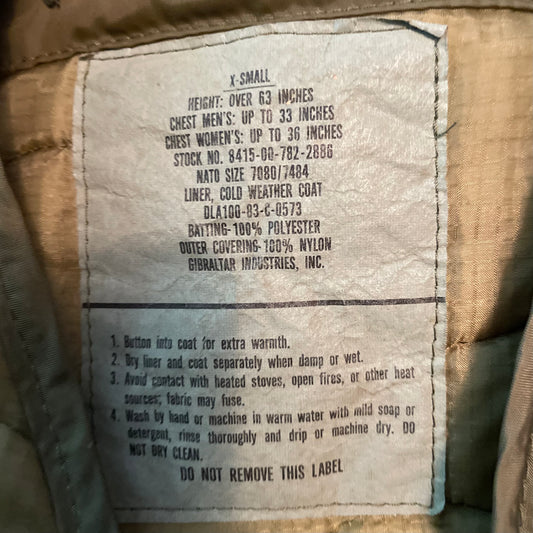 X-SMALL
HEIGHT: OVER 63 INCHES
CHEST MEN'S: UP TO 33 INCHES
CHEST WOMEN'S: UP TO 36 INCHES
STOCK NO. 8415-00-782-2886
NATO SIZE 7080/7484
LINER, COLD WEATHER COAT
DLA100-83-C-0573
BATTING-100% POLYESTER
OUTER COVERING-100% NYLON
GIBRALTAR INDUSTRIES, INC.
1. Button into coat for extra warmth.
2. Dry liner and coat separately when damp or wet.
3. Avoid contact with heated stoves, open fires, or other heat
sources; fabric may fuse.
4. Wash by hand or machine in warm water with mild soap or
detergent, rinse thoroughly and drip or machine dry. DO
NOT DRY CLEAN.
DO NOT REMOVE THIS LABEL